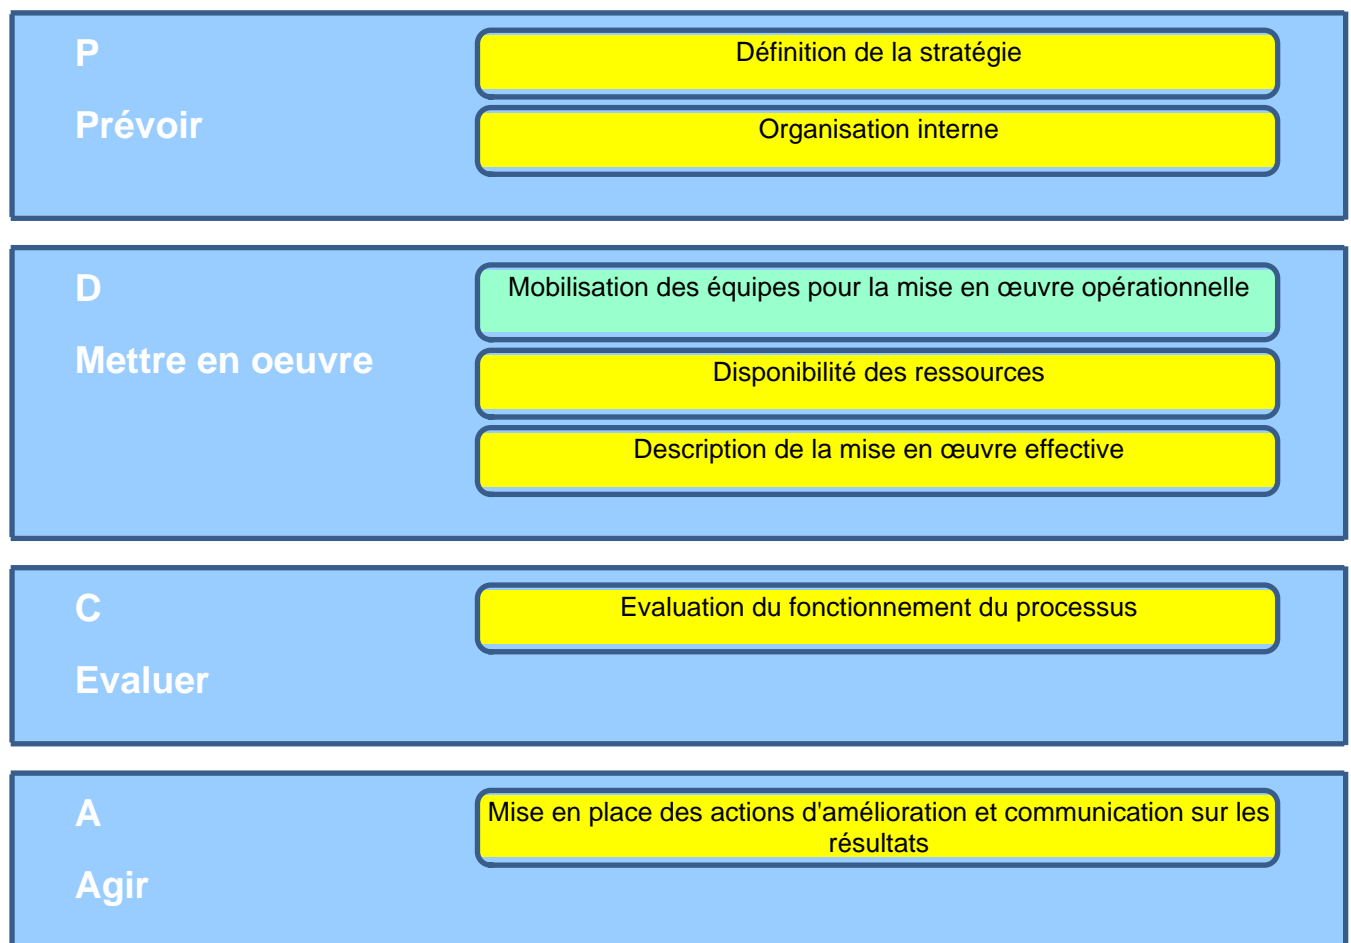 P
Définition de la stratégie
Prévoir
Organisation interne
D
Mobilisation des équipes pour la mise en œuvre opérationnelle
Mettre en oeuvre
Disponibilité des ressources
Description de la mise en œuvre effective
C
Evaluation du fonctionnement du processus
Evaluer
A
Mise en place des actions d'amélioration et communication sur les
résultats
Agir